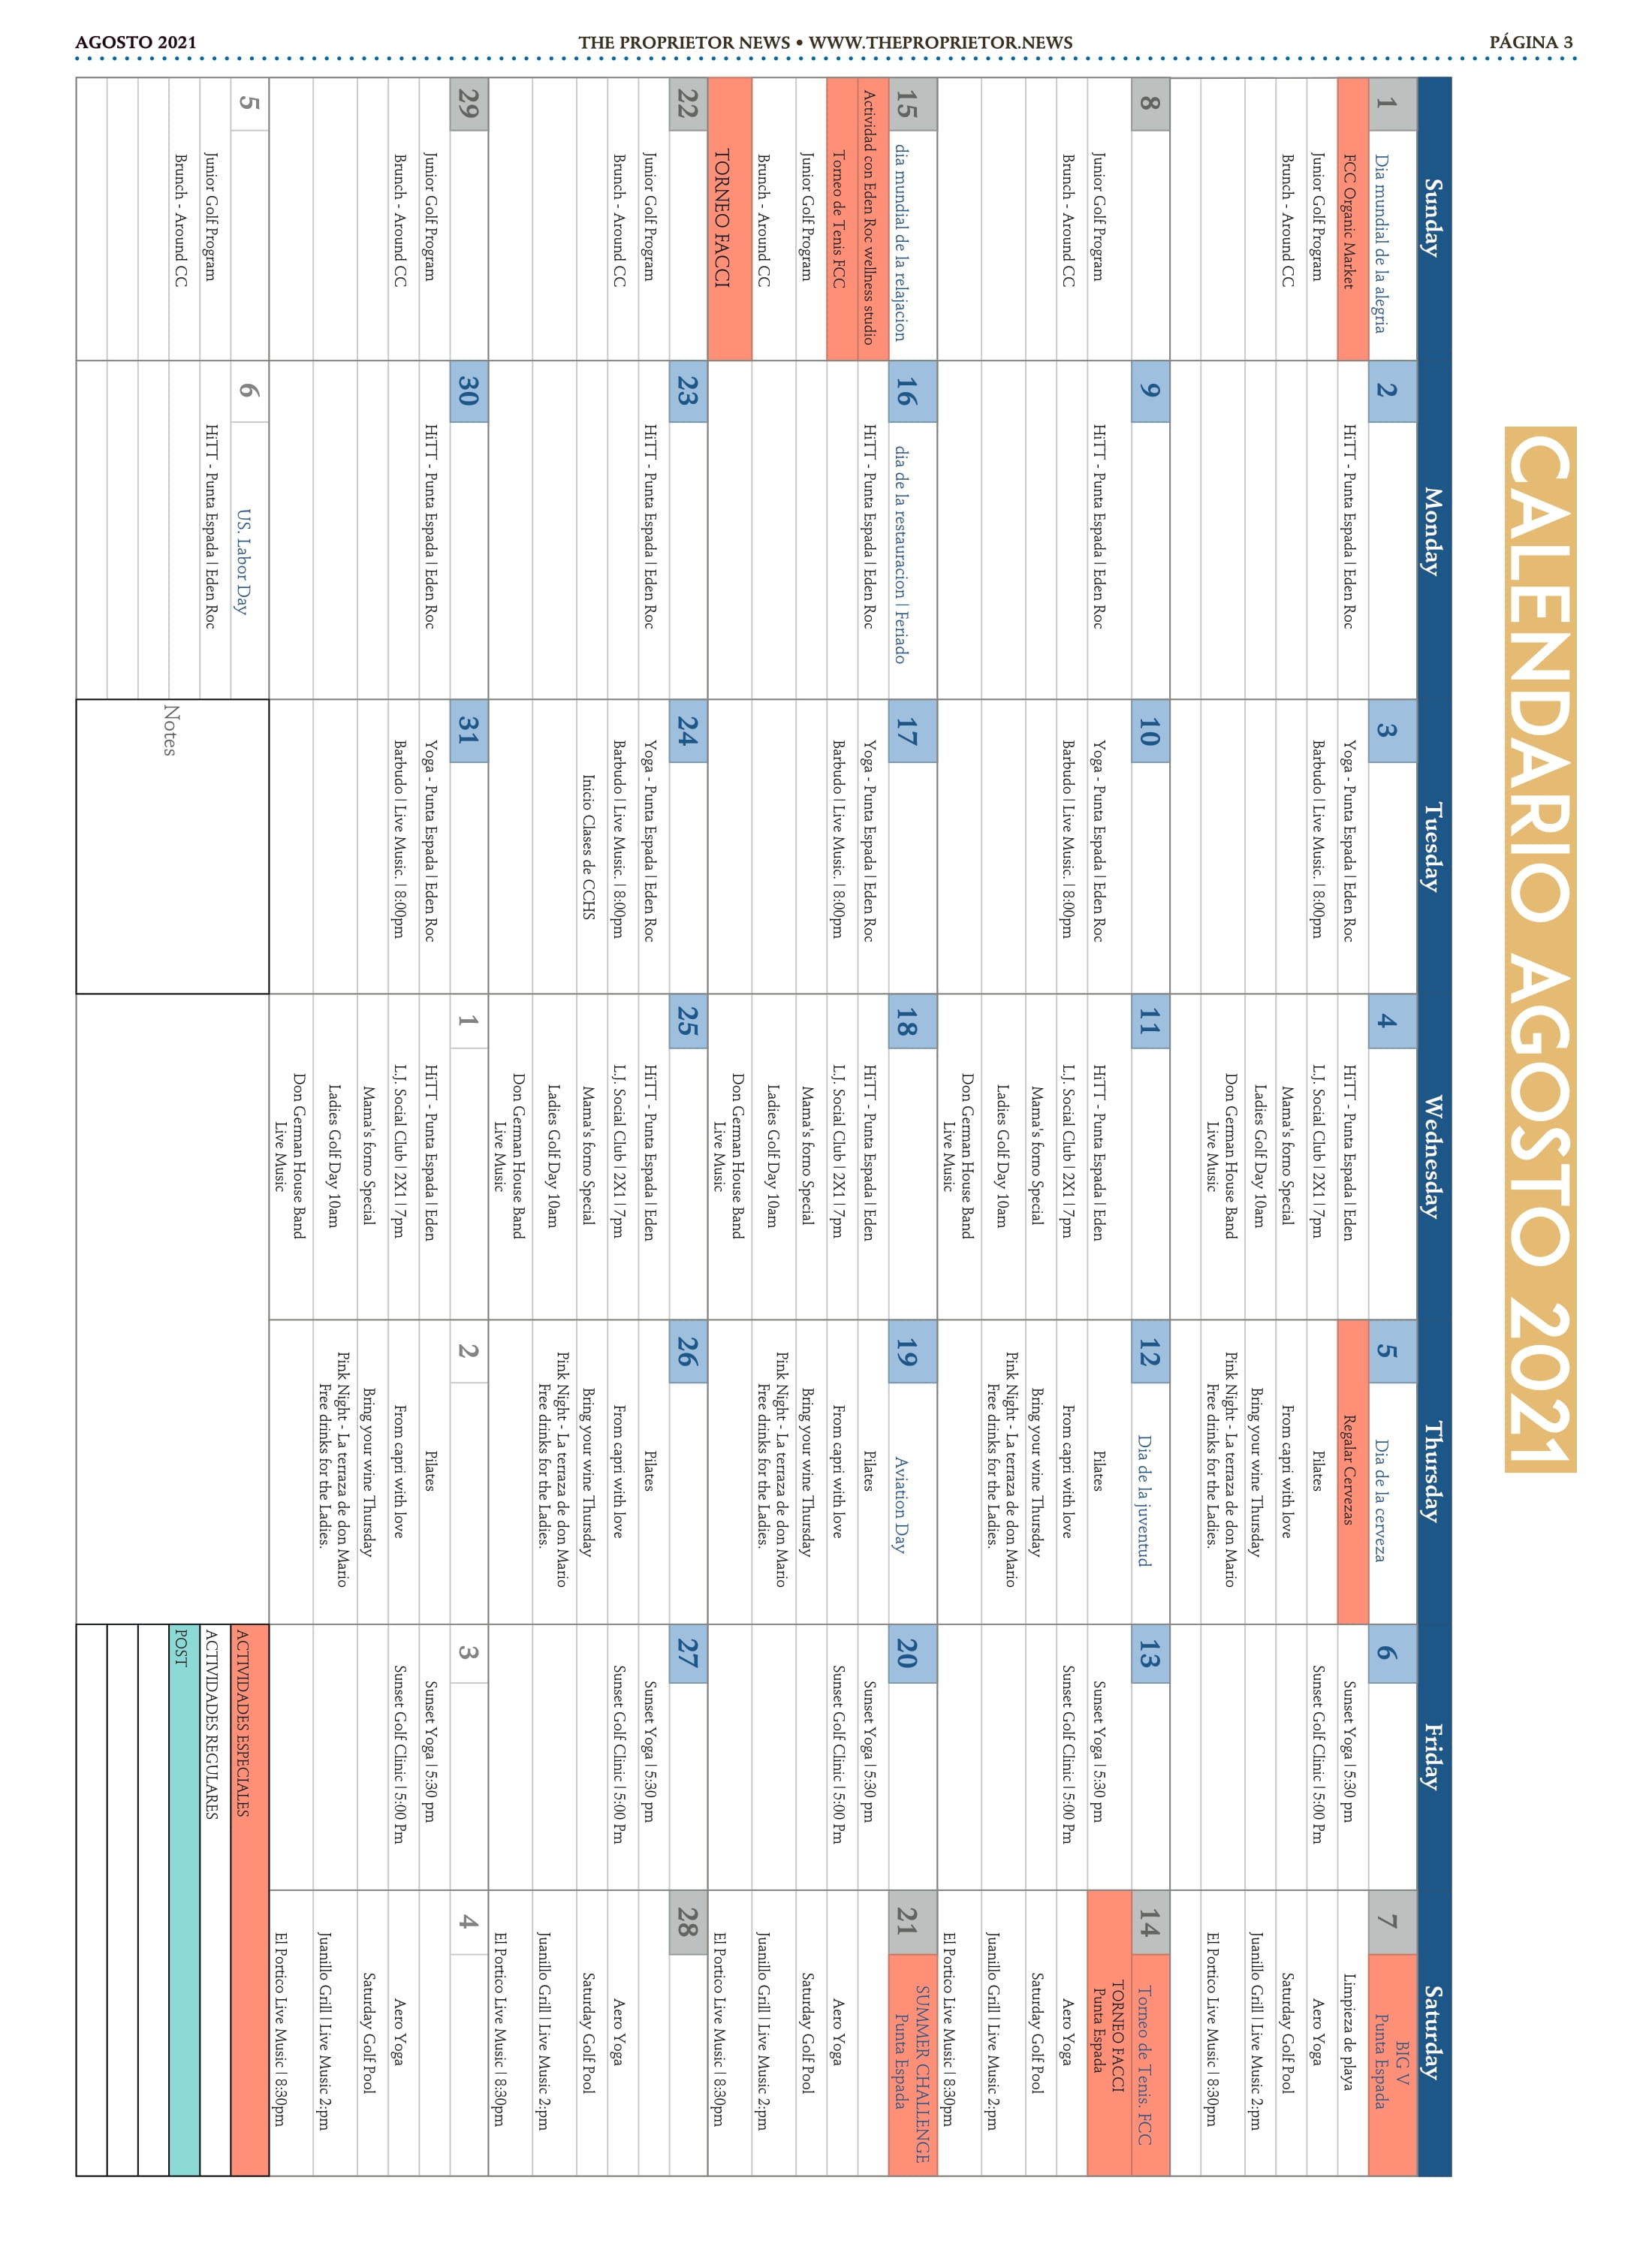 AGOSTO 2021
THE PROPRIETOR NEWS • WWW.THEPROPRIETOR.NEWS
PÁGINA 3
CALENDARIO AGOSTO 2021
Sunday
Monday
Tuesday
Wednesday
Thursday
Friday
Saturday
1
Dia mundial de la alegria
FCC Organic Market
Junior Golf Program
Brunch - Around CC
2
HiTT - Punta Espada | Eden Roc
3
Yoga - Punta Espada | Eden Roc
Barbudo | Live Music. | 8:00pm
4
HiTT - Punta Espada | Eden
L.J. Social Club | 2X1 | 7pm
Mama's forno Special
Ladies Golf Day 10am
Don German House Band
Live Music
5
Dia de la cerveza
Regalar Cervezas
Pilates
From capri with love
Bring your wine Thursday
Pink Night - La terraza de don Mario
Free drinks for the Ladies.
6
Sunset Yoga | 5:30 pm
Sunset Golf Clinic | 5:00 Pm
7
BIG V
Punta Espada
Limpieza de playa
Aero Yoga
Saturday Golf Pool
Juanillo Grill | Live Music 2:pm
El Portico Live Music | 8:30pm
8
Junior Golf Program
Brunch - Around CC
9
HiTT - Punta Espada | Eden Roc
10
Yoga - Punta Espada | Eden Roc
Barbudo | Live Music. | 8:00pm
11
HiTT - Punta Espada | Eden
L.J. Social Club | 2X1 | 7pm
Mama's forno Special
Ladies Golf Day 10am
Don German House Band
Live Music
12
Dia de la juventud
Pilates
From capri with love
Bring your wine Thursday
Pink Night - La terraza de don Mario
Free drinks for the Ladies.
13
Sunset Yoga | 5:30 pm
Sunset Golf Clinic | 5:00 Pm
14
Torneo de Tenis. FCC
TORNEO FACCI
Punta Espada
Aero Yoga
Saturday Golf Pool
Juanillo Grill | Live Music 2:pm
El Portico Live Music | 8:30pm
15
dia mundial de la relajacion
Actividad con Eden Roc wellness studio
Torneo de Tenis FCC
Junior Golf Program
Brunch - Around CC
TORNEO FACCI
16
dia de la restauracion | Feriado
HiTT - Punta Espada | Eden Roc
17
Yoga - Punta Espada | Eden Roc
Barbudo | Live Music. | 8:00pm
18
HiTT - Punta Espada | Eden
L.J. Social Club | 2X1 | 7pm
Mama's forno Special
Ladies Golf Day 10am
Don German House Band
Live Music
19
Aviation Day
Pilates
From capri with love
Bring your wine Thursday
Pink Night - La terraza de don Mario
Free drinks for the Ladies.
20
Sunset Yoga | 5:30 pm
Sunset Golf Clinic | 5:00 Pm
21
SUMMER CHALLENGE
Punta Espada
Aero Yoga
Saturday Golf Pool
Juanillo Grill | Live Music 2:pm
El Portico Live Music | 8:30pm
22
Junior Golf Program
Brunch - Around CC
23
HiTT - Punta Espada | Eden Roc
24
Yoga - Punta Espada | Eden Roc
Barbudo | Live Music. | 8:00pm
Inicio Clases de CCHS
25
HiTT - Punta Espada | Eden
L.J. Social Club | 2X1 | 7pm
Mama's forno Special
Ladies Golf Day 10am
Don German House Band
Live Music
26
Pilates
From capri with love
Bring your wine Thursday
Pink Night - La terraza de don Mario
Free drinks for the Ladies.
27
Sunset Yoga | 5:30 pm
Sunset Golf Clinic | 5:00 Pm
28
Aero Yoga
Saturday Golf Pool
Juanillo Grill | Live Music 2:pm
El Portico Live Music | 8:30pm
29
Junior Golf Program
Brunch - Around CC
30
HiTT - Punta Espada | Eden Roc
31
Yoga - Punta Espada | Eden Roc
Barbudo | Live Music. | 8:00pm
1
HiTT - Punta Espada | Eden
L.J. Social Club | 2X1 | 7pm
Mama's forno Special
Ladies Golf Day 10am
Don German House Band
Live Music
2
Pilates
From capri with love
Bring your wine Thursday
Pink Night - La terraza de don Mario
Free drinks for the Ladies.
3
Sunset Yoga | 5:30 pm
Sunset Golf Clinic | 5:00 Pm
4
Aero Yoga
Saturday Golf Pool
Juanillo Grill | Live Music 2:pm
El Portico Live Music | 8:30pm
5
Junior Golf Program
Brunch - Around CC
6
US. Labor Day
HiTT - Punta Espada | Eden Roc
Notes
ACTIVIDADES ESPECIALES
ACTIVIDADES REGULARES
POST